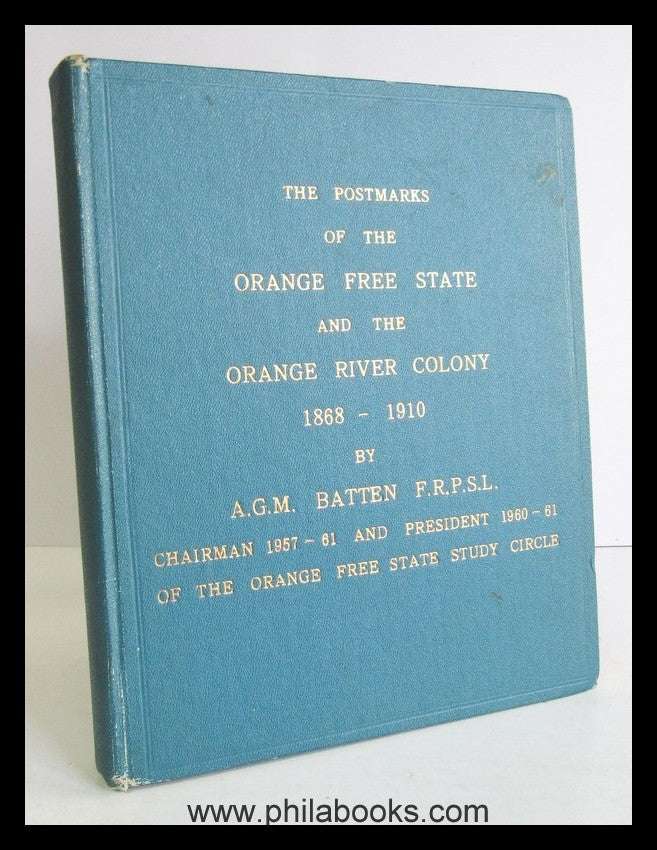 THE POSTMARKS
OF THE
ORANGE FREE STATE
AND THE
ORANGE RIVER COLONY
1868 - 1910
BY
A.G.M. BATTEN F.R.P.S.L.
CHAIRMAN 1957 - 61 AND PRESIDENT 1960 - 61
OF THE ORANGE FREE STATE STUDY CIRCLE
www.philabooks.com